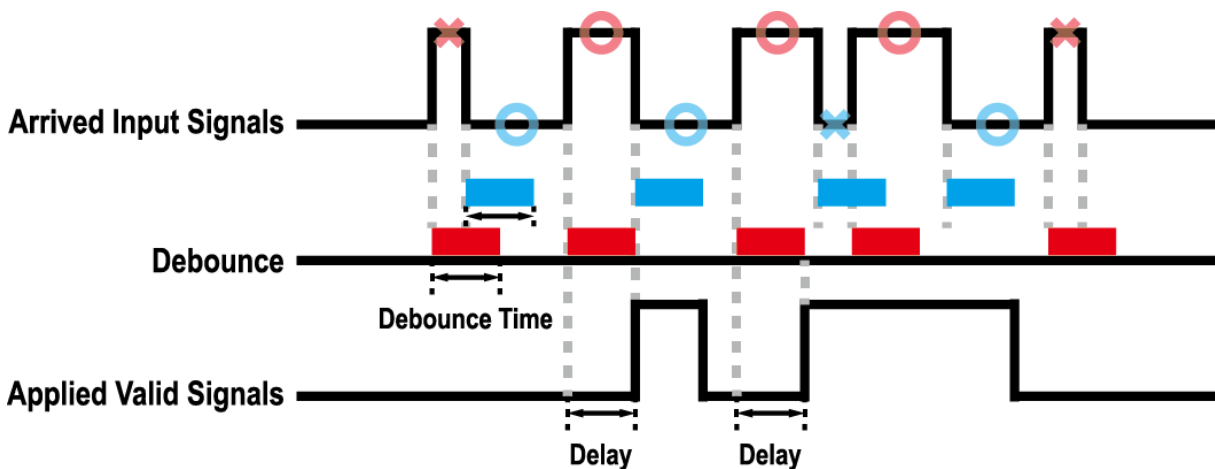 Arrived Input Signals
Debounce
Debounce Time
Applied Valid Signals
Delay
Delay